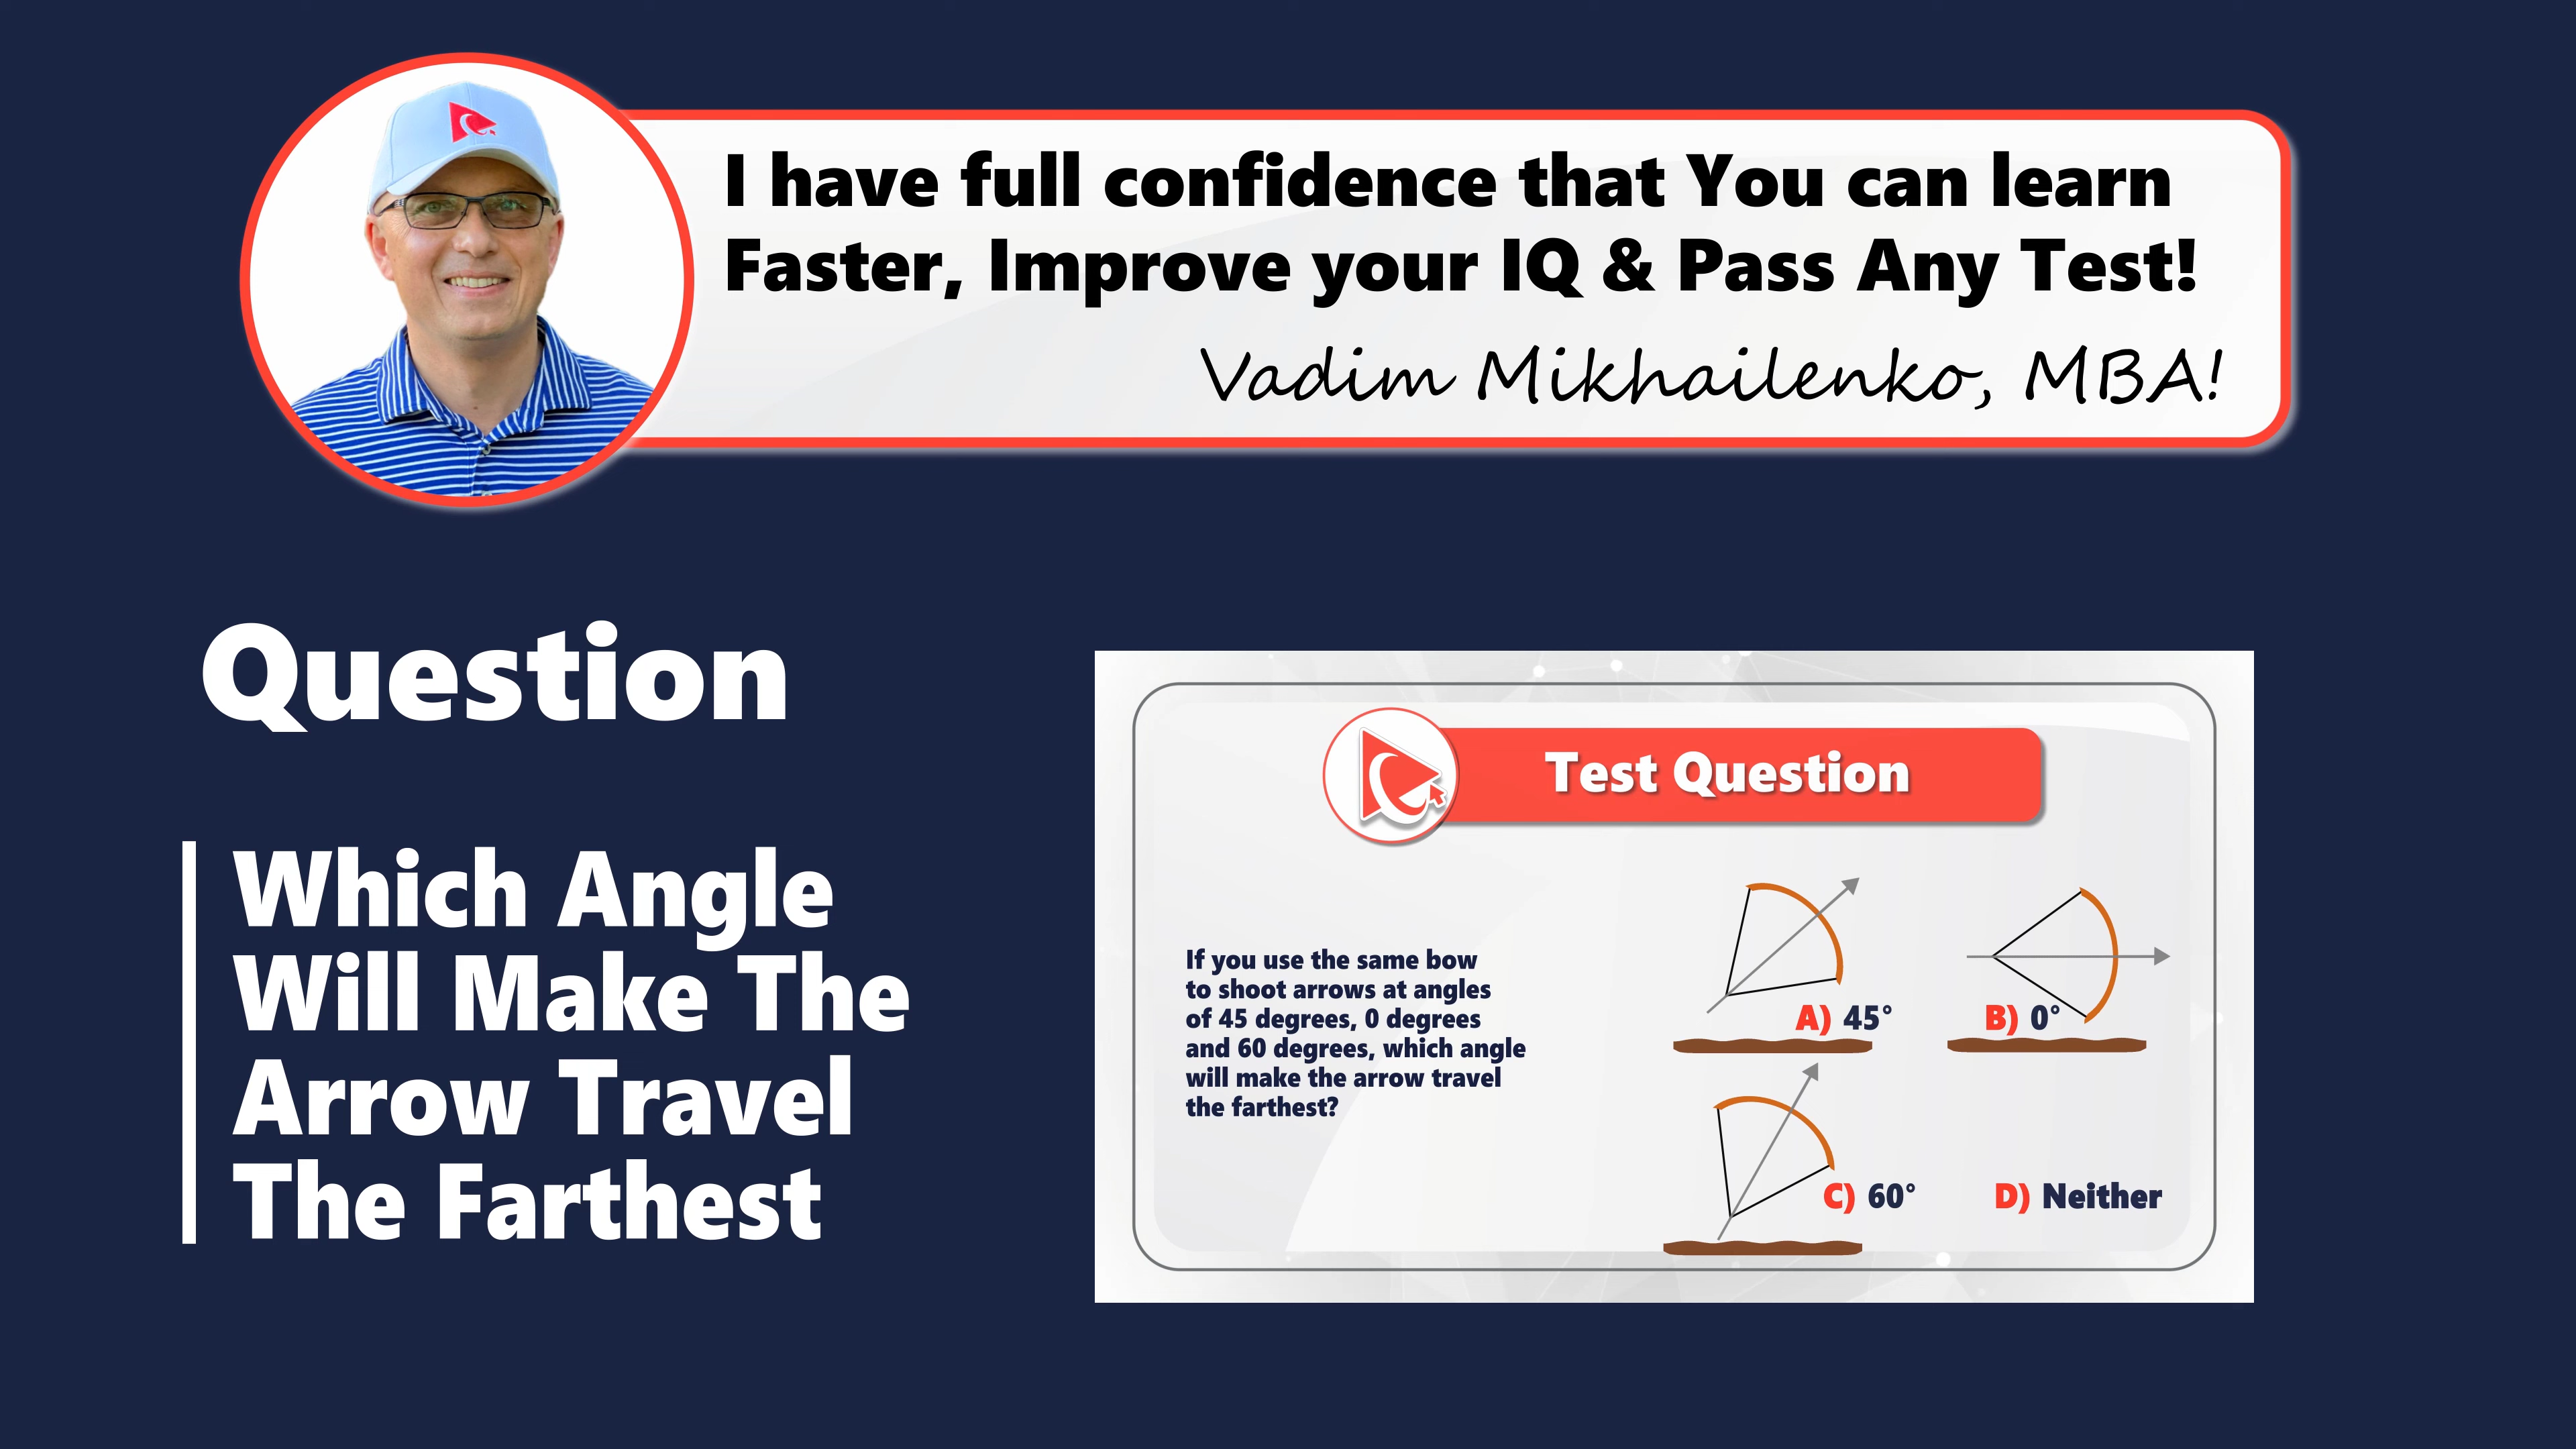 I have full confidence that You can learn
Faster, Improve your IQ & Pass Any Test!
Vadim Mikhailenko, MBA!
Question
Which Angle
Will Make The
Arrow Travel
The Farthest
Test Question
If you use the same bow
to shoot arrows at angles
of 45 degrees, 0 degrees
and 60 degrees, which angle
will make the arrow travel
the farthest?
A) 45°
B) 0°
C) 60°
D) Neither